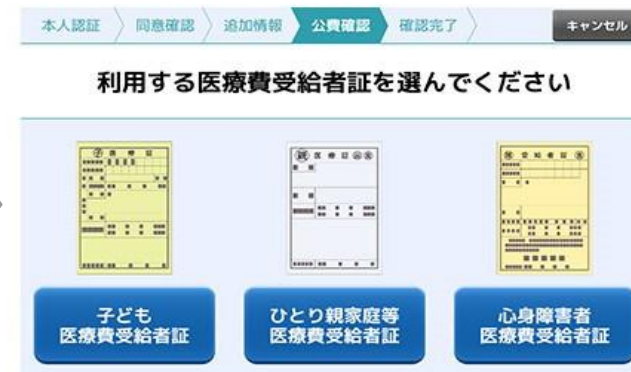 本人認証 同意確認 追加情報 公費確認 確認完了 キャンセル
利用する医療費受給者証を選んでください
子ども ひとり親家庭等 心身障害者
医療費受給者証 医療費受給者証 医療費受給者証